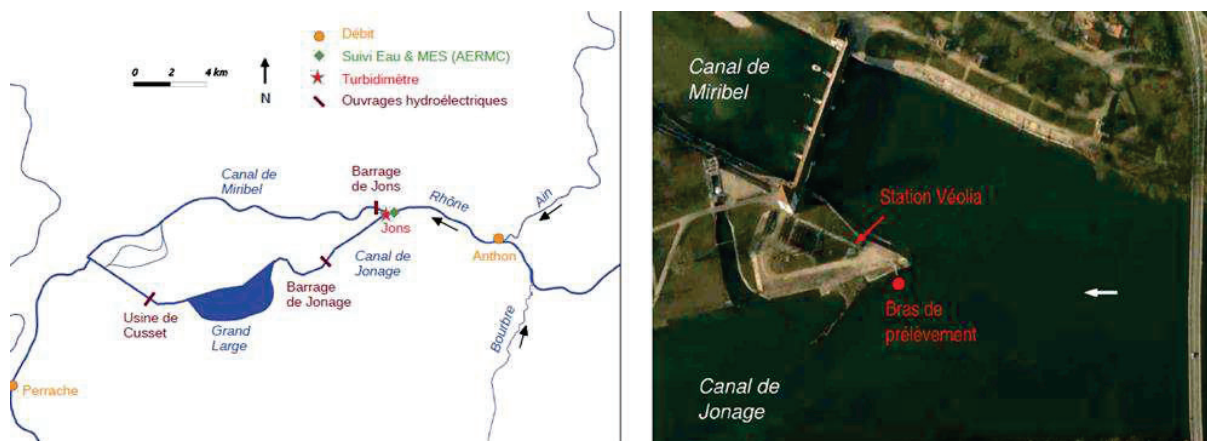 Débit
Suivi Eau & MES (AERMC)
Turbidimètre
Ouvrages hydroélectriques
0 2 4 km
N
Canal de
Miribel
Barrage
de Jons
Rhône
Ain
Jons
Anthon
Canal de
Jonage
Barrage
de Jonage
Usine de
Cusset
Grand
Large
Bourbre
Perrache
Canal de
Miribel
Station Véolia
Bras de
prélèvement
Canal de
Jonage